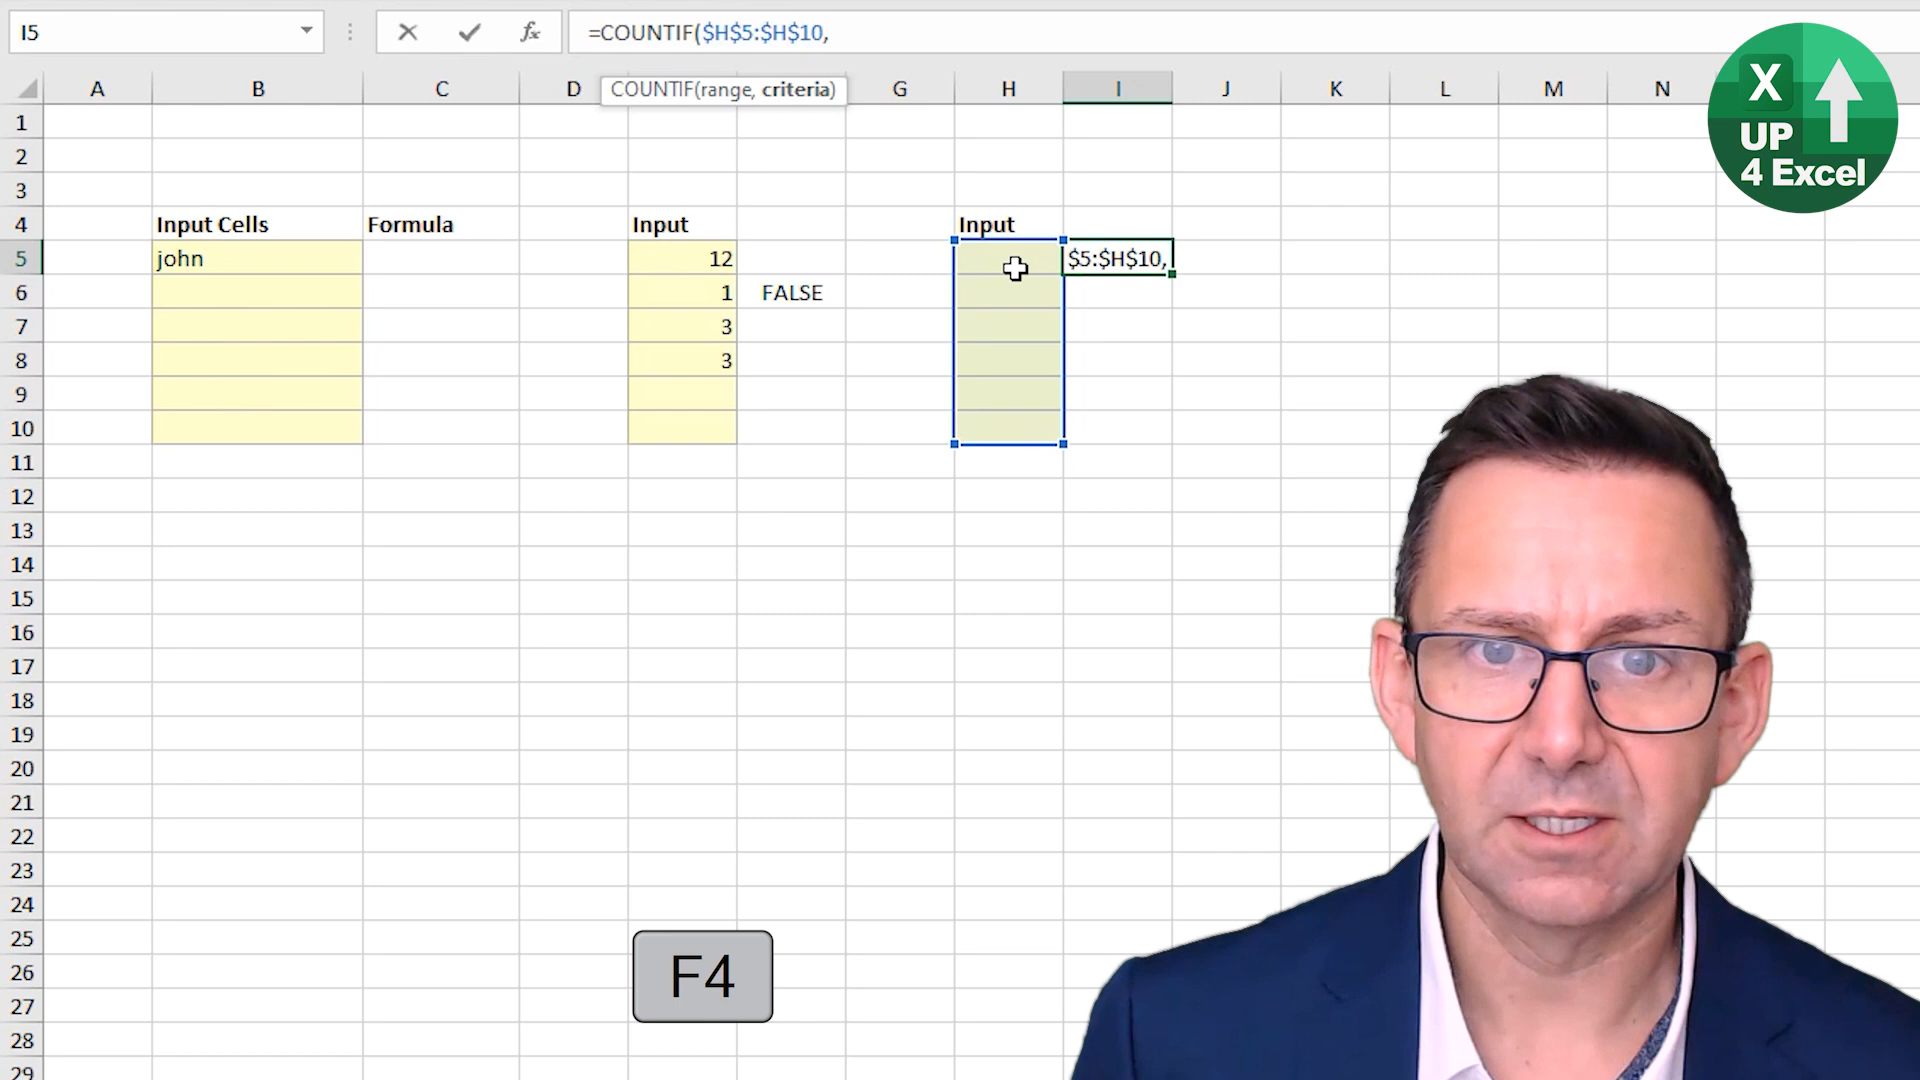 I5
=COUNTIF($H$5:$H$10,
COUNTIF(range, criteria)
A B C D G H I J K L M N
X
UP
4 Excel
1
2
3
4 Input Cells Formula Input Input
5 john 12 $5:$H$10,
6 1 FALSE
7 3
8 3
9
10
11
12
13
14
15
16
17
18
19
20
21
22
23
24
25
26
27
28
29
F4